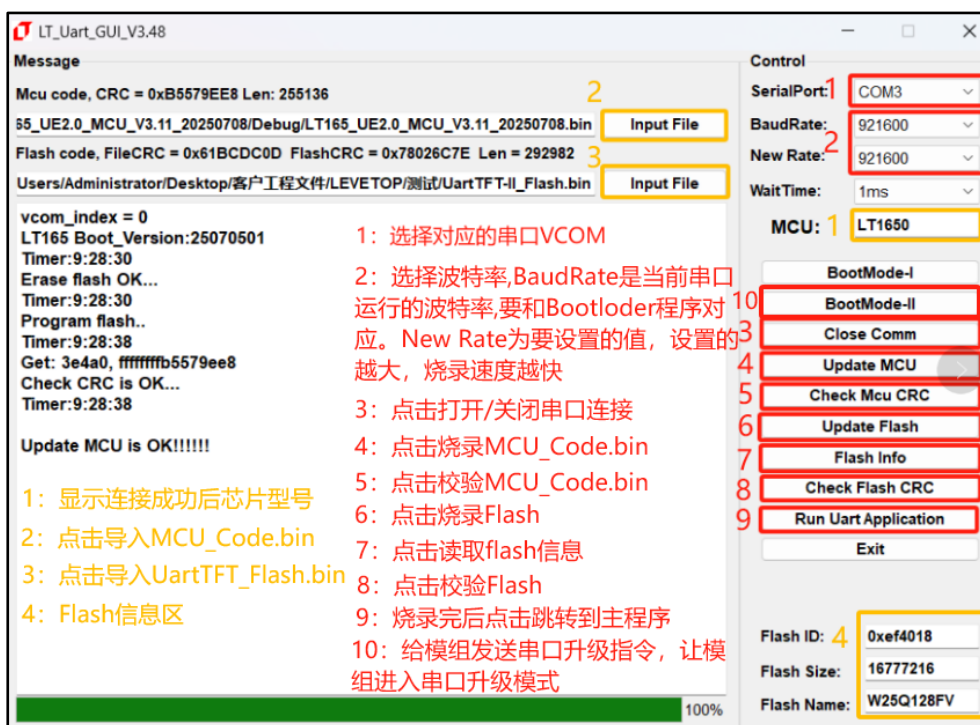 LT_Uart_GUI_V3.48
Message
Mcu code, CRC = 0xB5579EE8 Len: 255136
2
65_UE2.0_MCU_V3.11_20250708/Debug/LT165_UE2.0_MCU_V3.11_20250708.bin
Input File
Flash code, FileCRC = 0x61BCDC0D FlashCRC = 0x78026C7E Len = 292982
3
Users/Administrator/Desktop/客户工程文件/LEVETOP/测试/UartTFT-II_Flash.bin
Input File
vcom_index = 0
LT165 Boot_Version:25070501
Timer:9:28:30
Erase flash OK...
Timer:9:28:30
Program flash..
Timer:9:28:38
Get: 3e4a0, ffffffffb5579ee8
Check CRC is OK...
Timer:9:28:38
Update MCU is OK!!!!!!
1：显示连接成功后芯片型号
2：点击导入MCU_Code.bin
3：点击导入UartTFT_Flash.bin
4：Flash信息区
1：选择对应的串口VCOM
2：选择波特率,BaudRate是当前串口
运行的波特率,要和Bootloder程序对
应。New Rate为要设置的值，设置的
越大，烧录速度越快
3：点击打开/关闭串口连接
4：点击烧录MCU_Code.bin
5：点击校验MCU_Code.bin
6：点击烧录Flash
7：点击读取flash信息
8：点击校验Flash
9：烧录完后点击跳转到主程序
10：给模组发送串口升级指令，让模
组进入串口升级模式
100%
Control
SerialPort: 1 COM3
BaudRate: 921600
2
New Rate: 921600
WaitTime: 1ms
MCU: 1 LT1650
BootMode-I
10 BootMode-II
3 Close Comm
4 Update MCU
5 Check Mcu CRC
6 Update Flash
7 Flash Info
8 Check Flash CRC
9 Run Uart Application
Exit
Flash ID: 4 0xef4018
Flash Size: 16777216
Flash Name: W25Q128FV